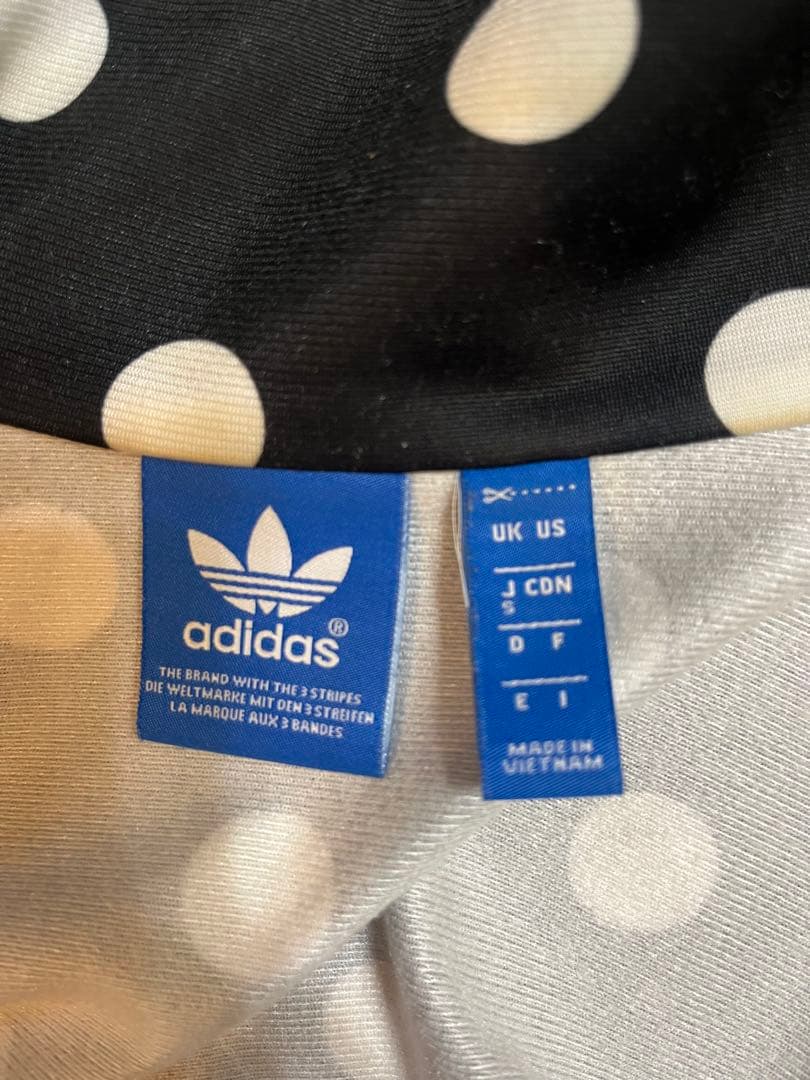 adidas®
THE BRAND WITH THE 3 STRIPES
DIE WELTMARKE MIT DEN 3 STREIFEN
LA MARQUE AUX 3 BANDES
UK US
J CDN
S
D F
E I
MADE IN
VIETNAM